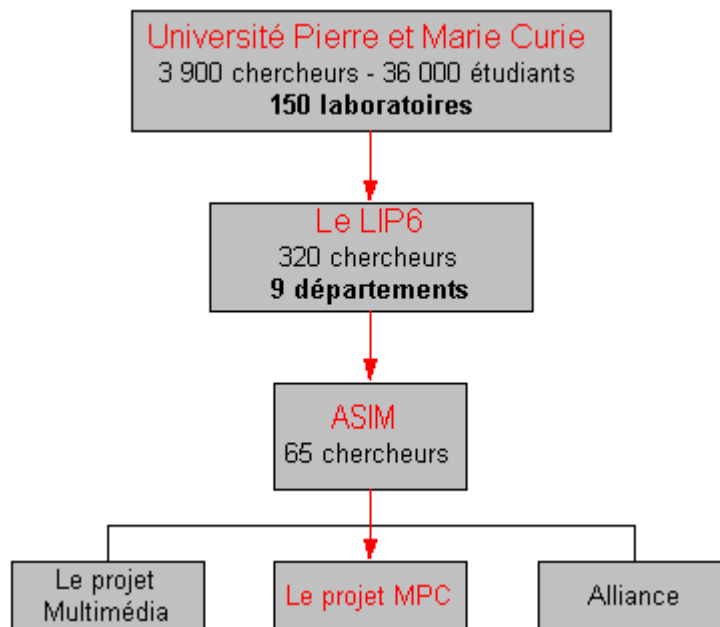 Université Pierre et Marie Curie
3 900 chercheurs - 36 000 étudiants
150 laboratoires
Le LIP6
320 chercheurs
9 départements
ASIM
65 chercheurs
Le projet
Multimédia
Le projet MPC
Alliance